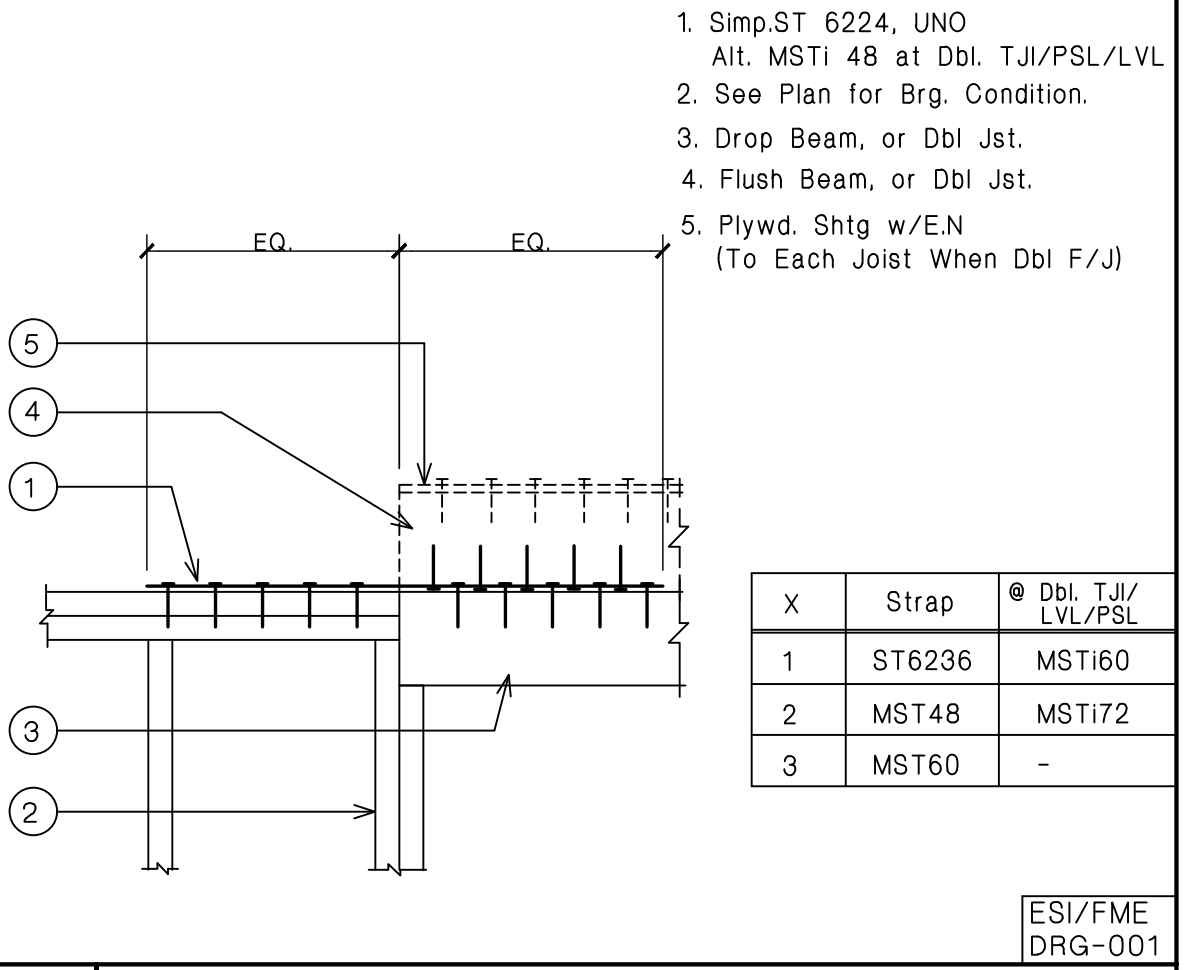 1. Simp.ST 6224, UNO
Alt. MSTi 48 at Dbl. TJI/PSL/LVL
2. See Plan for Brg. Condition.
3. Drop Beam, or Dbl Jst.
4. Flush Beam, or Dbl Jst.
5. Plywd. Shtg w/E.N
(To Each Joist When Dbl F/J)
EQ. EQ.
5
4
1
3
2
X Strap @ Dbl. TJI/
LVL/PSL
1 ST6236 MSTi60
2 MST48 MSTi72
3 MST60 -
ESI/FME
DRG-001